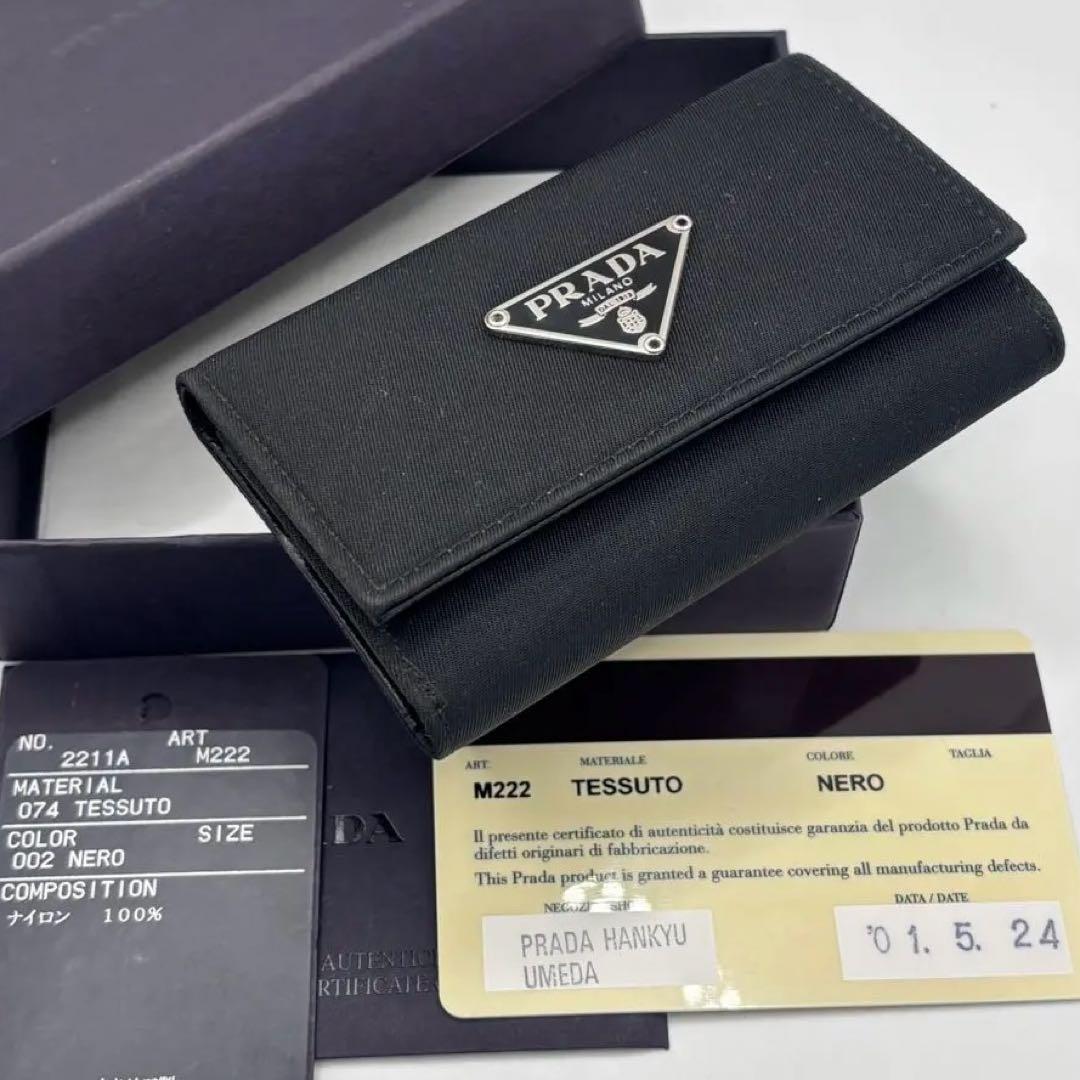 PRADA
MILANO
NO. ART
2211A M222
MATERIAL
074 TESSUTO
COLOR SIZE
002 NERO
COMPOSITION
ナイロン 100%
DA
AUTENTIC
RTIFICATE
ART. MATERIALE COLORE TAGLIA
M222 TESSUTO NERO
Il presente certificato di autenticità costituisce garanzia del prodotto Prada da
difetti originari di fabbricazione.
This Prada product is granted a guarantee covering all manufacturing defects.
DATA / DATE
PRADA HANKYU
UMEDA
'01. 5. 24